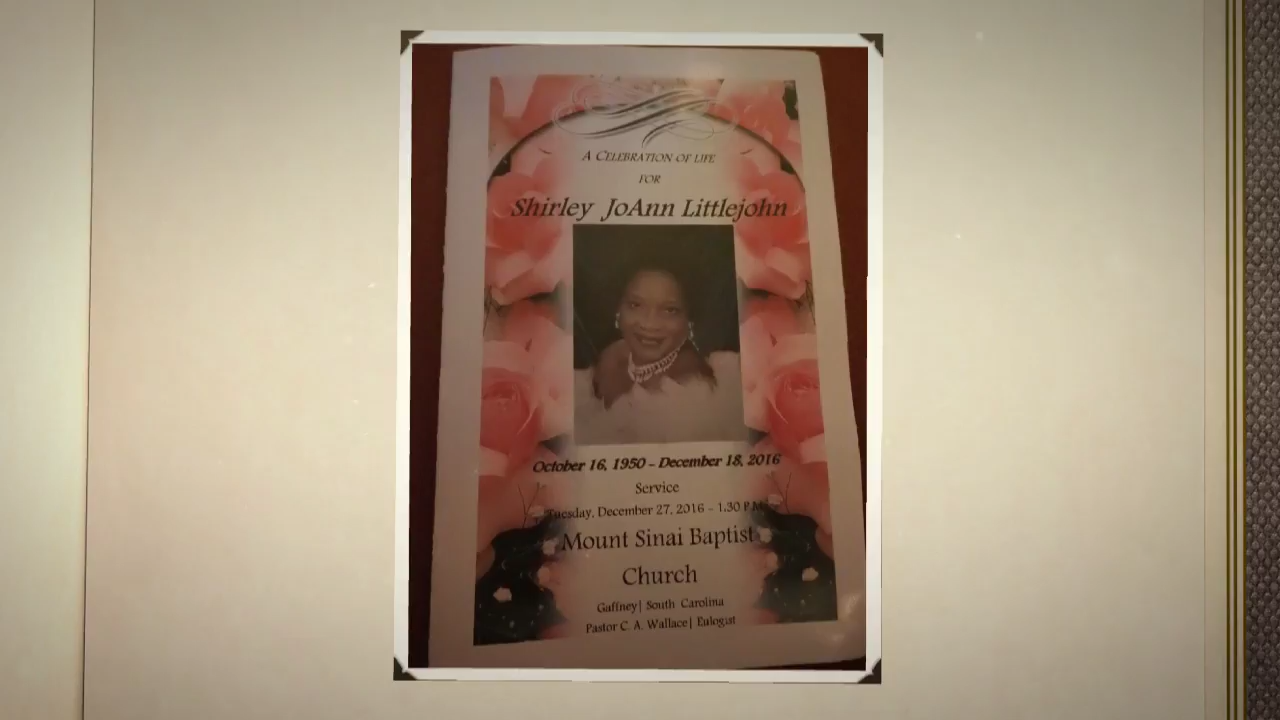 A CELEBRATION OF LIFE
FOR
Shirley JoAnn Littlejohn
October 16, 1950 – December 18, 2016
Service
Tuesday, December 27, 2016 – 1:30 P.M.
Mount Sinai Baptist
Church
Gaffney| South Carolina
Pastor C. A. Wallace| Eulogist